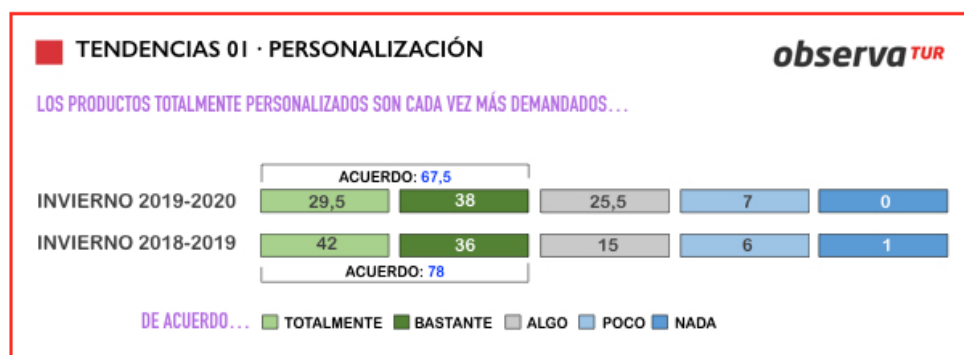 TENDENCIAS 01 · PERSONALIZACIÓN
observaTUR
LOS PRODUCTOS TOTALMENTE PERSONALIZADOS SON CADA VEZ MÁS DEMANDADOS...
ACUERDO: 67,5
INVIERNO 2019-2020 29,5 38 25,5 7 0
INVIERNO 2018-2019 42 36 15 6 1
ACUERDO: 78
DE ACUERDO... TOTALMENTE BASTANTE ALGO POCO NADA